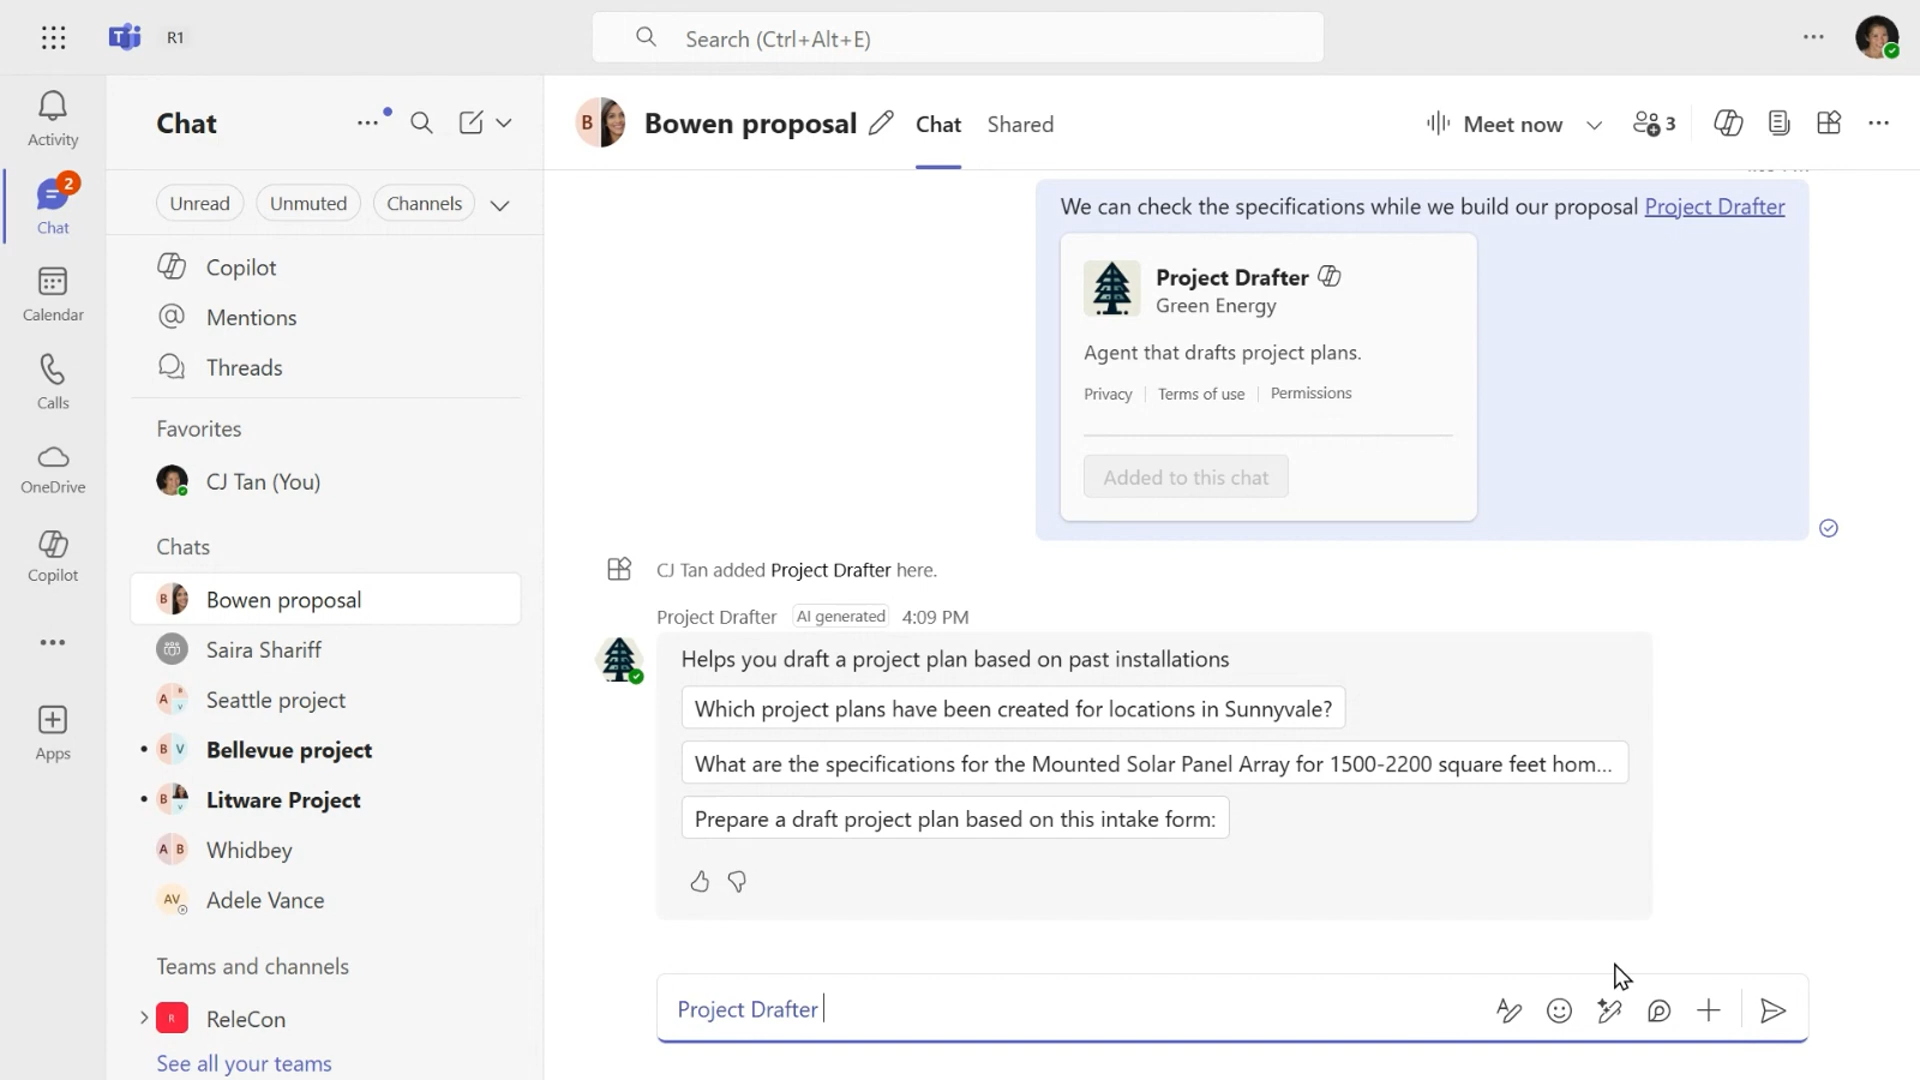 R1
Search (Ctrl+Alt+E)
Activity
2
Chat
Calendar
Calls
OneDrive
Copilot
Apps
Chat
Unread
Unmuted
Channels
Copilot
Mentions
Threads
Favorites
CJ Tan (You)
Chats
B Bowen proposal
Saira Shariff
Seattle project
B V Bellevue project
Litware Project
A B Whidbey
AV Adele Vance
Teams and channels
R ReleCon
See all your teams
B Bowen proposal
Chat
Shared
Meet now
3
We can check the specifications while we build our proposal Project Drafter
Project Drafter
Green Energy
Agent that drafts project plans.
Privacy | Terms of use | Permissions
Added to this chat
CJ Tan added Project Drafter here.
Project Drafter AI generated 4:09 PM
Helps you draft a project plan based on past installations
Which project plans have been created for locations in Sunnyvale?
What are the specifications for the Mounted Solar Panel Array for 1500-2200 square feet hom...
Prepare a draft project plan based on this intake form:
Project Drafter